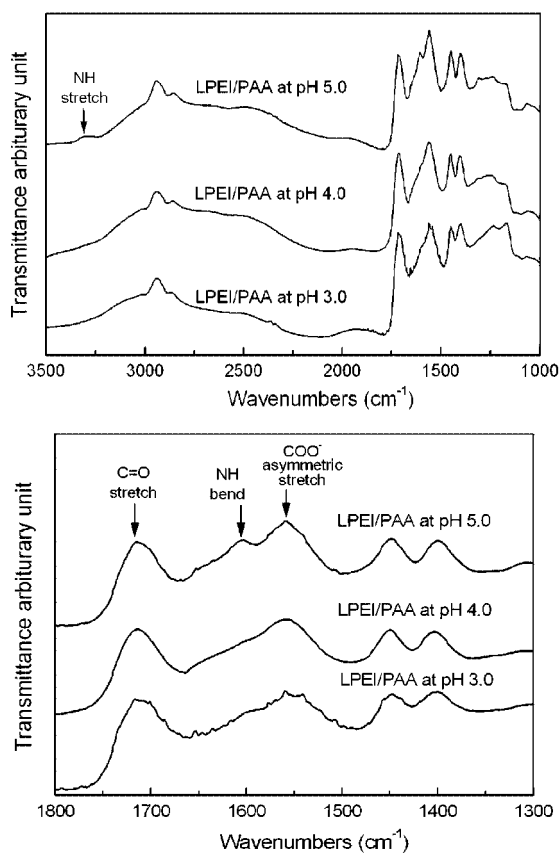 Transmittance arbiturary unit
NH
stretch
LPEI/PAA at pH 5.0
LPEI/PAA at pH 4.0
LPEI/PAA at pH 3.0
3500 3000 2500 2000 1500 1000
Wavenumbers (cm⁻¹)
Transmittance arbiturary unit
C=O
stretch
NH
bend
COO⁻
asymmetric
stretch
LPEI/PAA at pH 5.0
LPEI/PAA at pH 4.0
LPEI/PAA at pH 3.0
1800 1700 1600 1500 1400 1300
Wavenumbers (cm⁻¹)